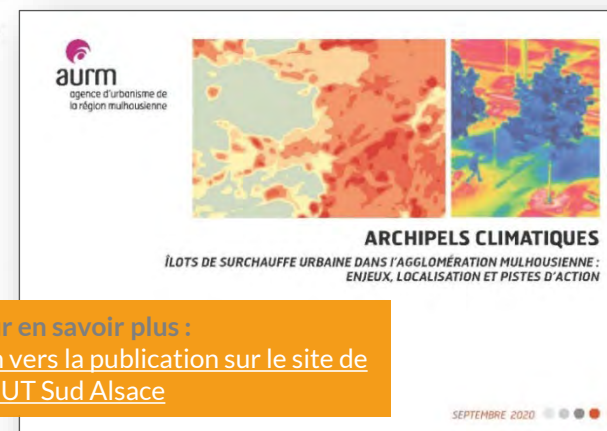 aurm
agence d'urbanisme de
la région mulhousienne
ARCHIPELS CLIMATIQUES
ÎLOTS DE SURCHAUFFE URBAINE DANS L'AGGLOMÉRATION MULHOUSIENNE :
ENJEUX, LOCALISATION ET PISTES D'ACTION
r en savoir plus :
vers la publication sur le site de
UT Sud Alsace
SEPTEMBRE 2020